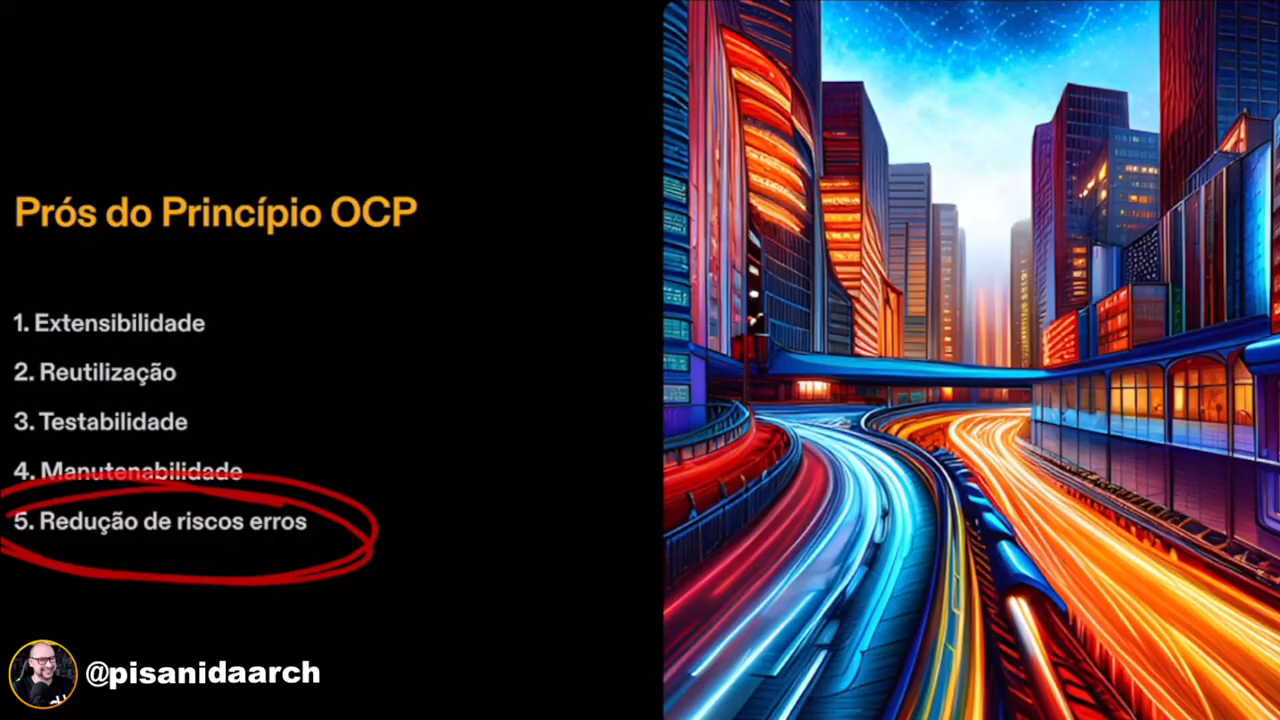 Prós do Princípio OCP
1. Extensibilidade
2. Reutilização
3. Testabilidade
4. Manutenabilidade
5. Redução de riscos erros
@pisanidaarch